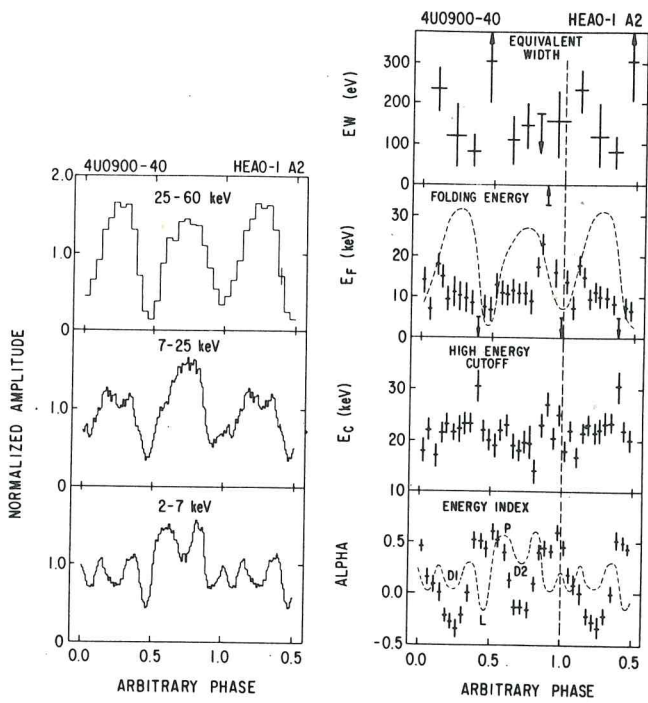 4U0900-40 HEAO-1 A2
25-60 keV
2.0
1.0
0
7-25 keV
1.0
0
2-7 keV
1.0
0
0.0 0.5 1.0 0.5
ARBITRARY PHASE
NORMALIZED AMPLITUDE
4U0900-40 HEAO-1 A2
EQUIVALENT
WIDTH
EW (eV)
300
200
100
0
FOLDING ENERGY
EF (keV)
30
20
10
0
HIGH ENERGY
CUTOFF
EC (keV)
30
20
10
ENERGY INDEX
ALPHA
0.5
0.0
-0.5
P
D1
D2
L
0.0 0.5 1.0 0.5
ARBITRARY PHASE